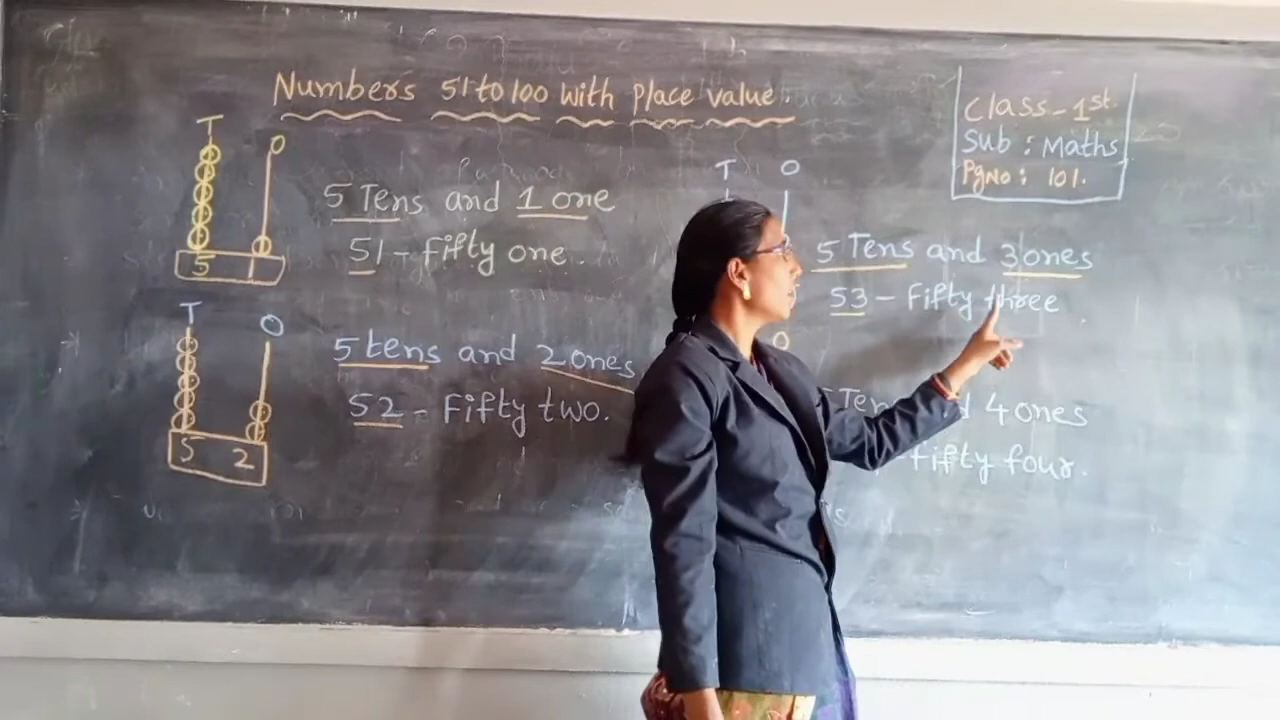 Numbers 51 to 100 with place value.
Class - 1st.
Sub : Maths
Pg No : 101.
T O
5 Tens and 1 one
51 - fifty one.
5
T O
5 tens and 2 ones
52 - Fifty two.
5 2
T O
5 Tens and 3 ones
53 - Fifty three.
O
4 ones
- fifty four.